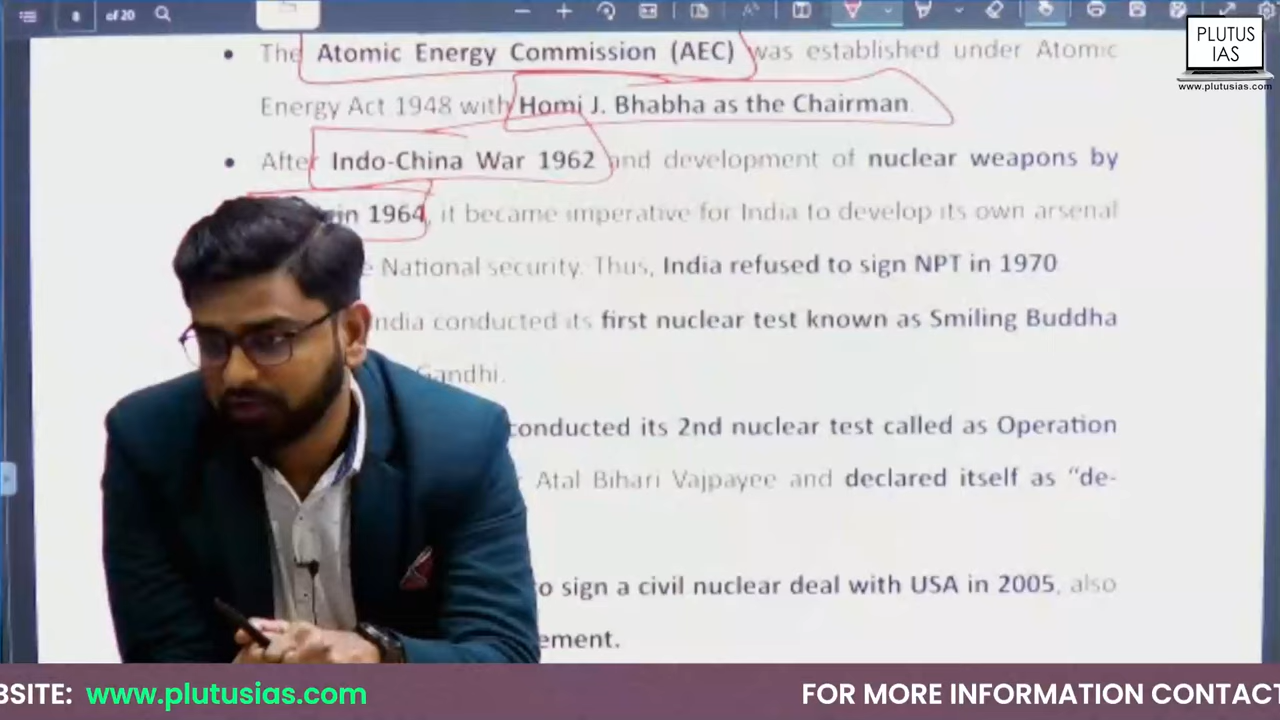 8 of 20
PLUTUS
IAS
www.plutusias.com
• The Atomic Energy Commission (AEC) was established under Atomic
Energy Act 1948 with Homi J. Bhabha as the Chairman.
• After Indo-China War 1962 and development of nuclear weapons by
in 1964, it became imperative for India to develop its own arsenal
National security. Thus, India refused to sign NPT in 1970
conducted its first nuclear test known as Smiling Buddha
Gandhi.
conducted its 2nd nuclear test called as Operation
Atal Bihari Vajpayee and declared itself as “de-
to sign a civil nuclear deal with USA in 2005, also
ement.
BSITE: www.plutusias.com FOR MORE INFORMATION CONTACT